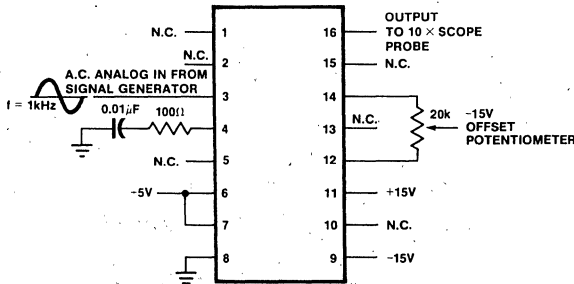 N.C. 1 16 OUTPUT
TO 10 × SCOPE
PROBE
N.C. 2 15 N.C.
A.C. ANALOG IN FROM
SIGNAL GENERATOR
f = 1kHz
3 14
0.01μF 100Ω 4 N.C. 13
20k -15V
OFFSET
POTENTIOMETER
N.C. 5 12
-5V 6 11 +15V
7 10 N.C.
8 9 -15V